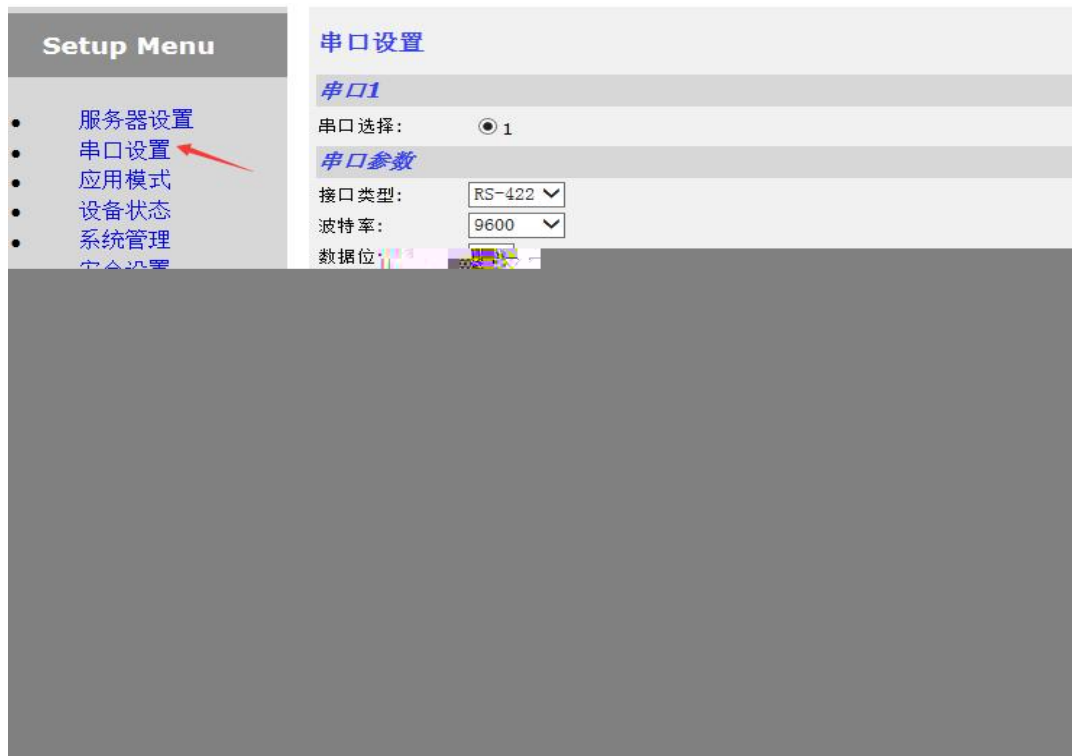 Setup Menu
服务器设置
串口设置
应用模式
设备状态
系统管理
串口设置
串口1
串口选择: 1
串口参数
接口类型: RS-422
波特率: 9600
数据位: